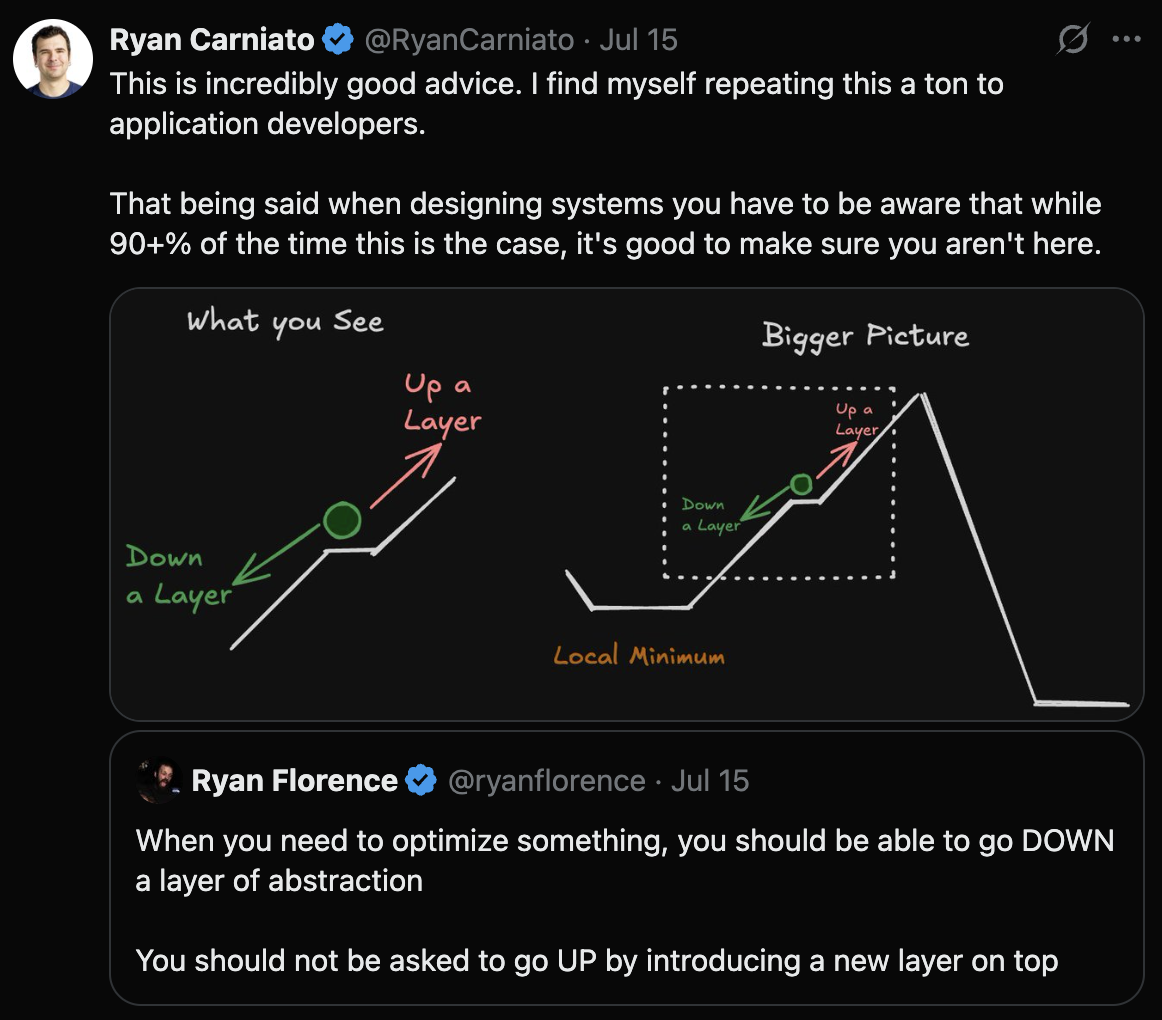 Ryan Carniato @RyanCarniato · Jul 15
This is incredibly good advice. I find myself repeating this a ton to
application developers.
That being said when designing systems you have to be aware that while
90+% of the time this is the case, it's good to make sure you aren't here.
What you See
Up a
Layer
Down
a Layer
Bigger Picture
Up a
Layer
Down
a Layer
Local Minimum
Ryan Florence @ryanflorence · Jul 15
When you need to optimize something, you should be able to go DOWN
a layer of abstraction
You should not be asked to go UP by introducing a new layer on top